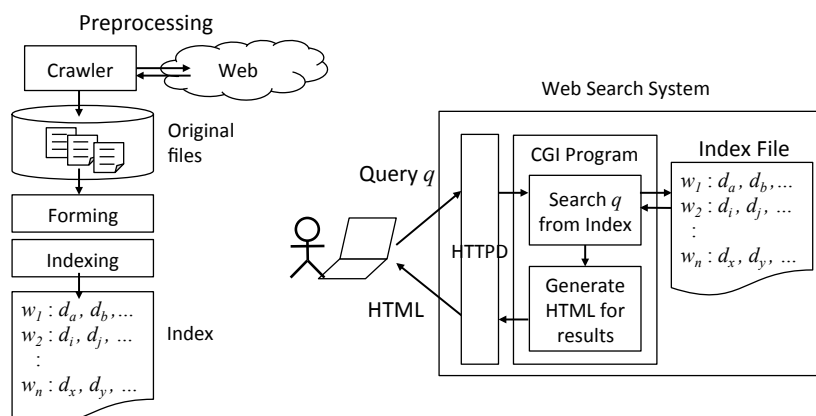 Preprocessing
Crawler
Web
Original
files
Forming
Indexing
w1 : da, db,...
w2 : di, dj, ...
:
wn : dx, dy, ...
Index
Web Search System
Query q
HTML
HTTPD
CGI Program
Search q
from Index
Generate
HTML for
results
Index File
w1 : da, db,...
w2 : di, dj, ...
:
wn : dx, dy, ...